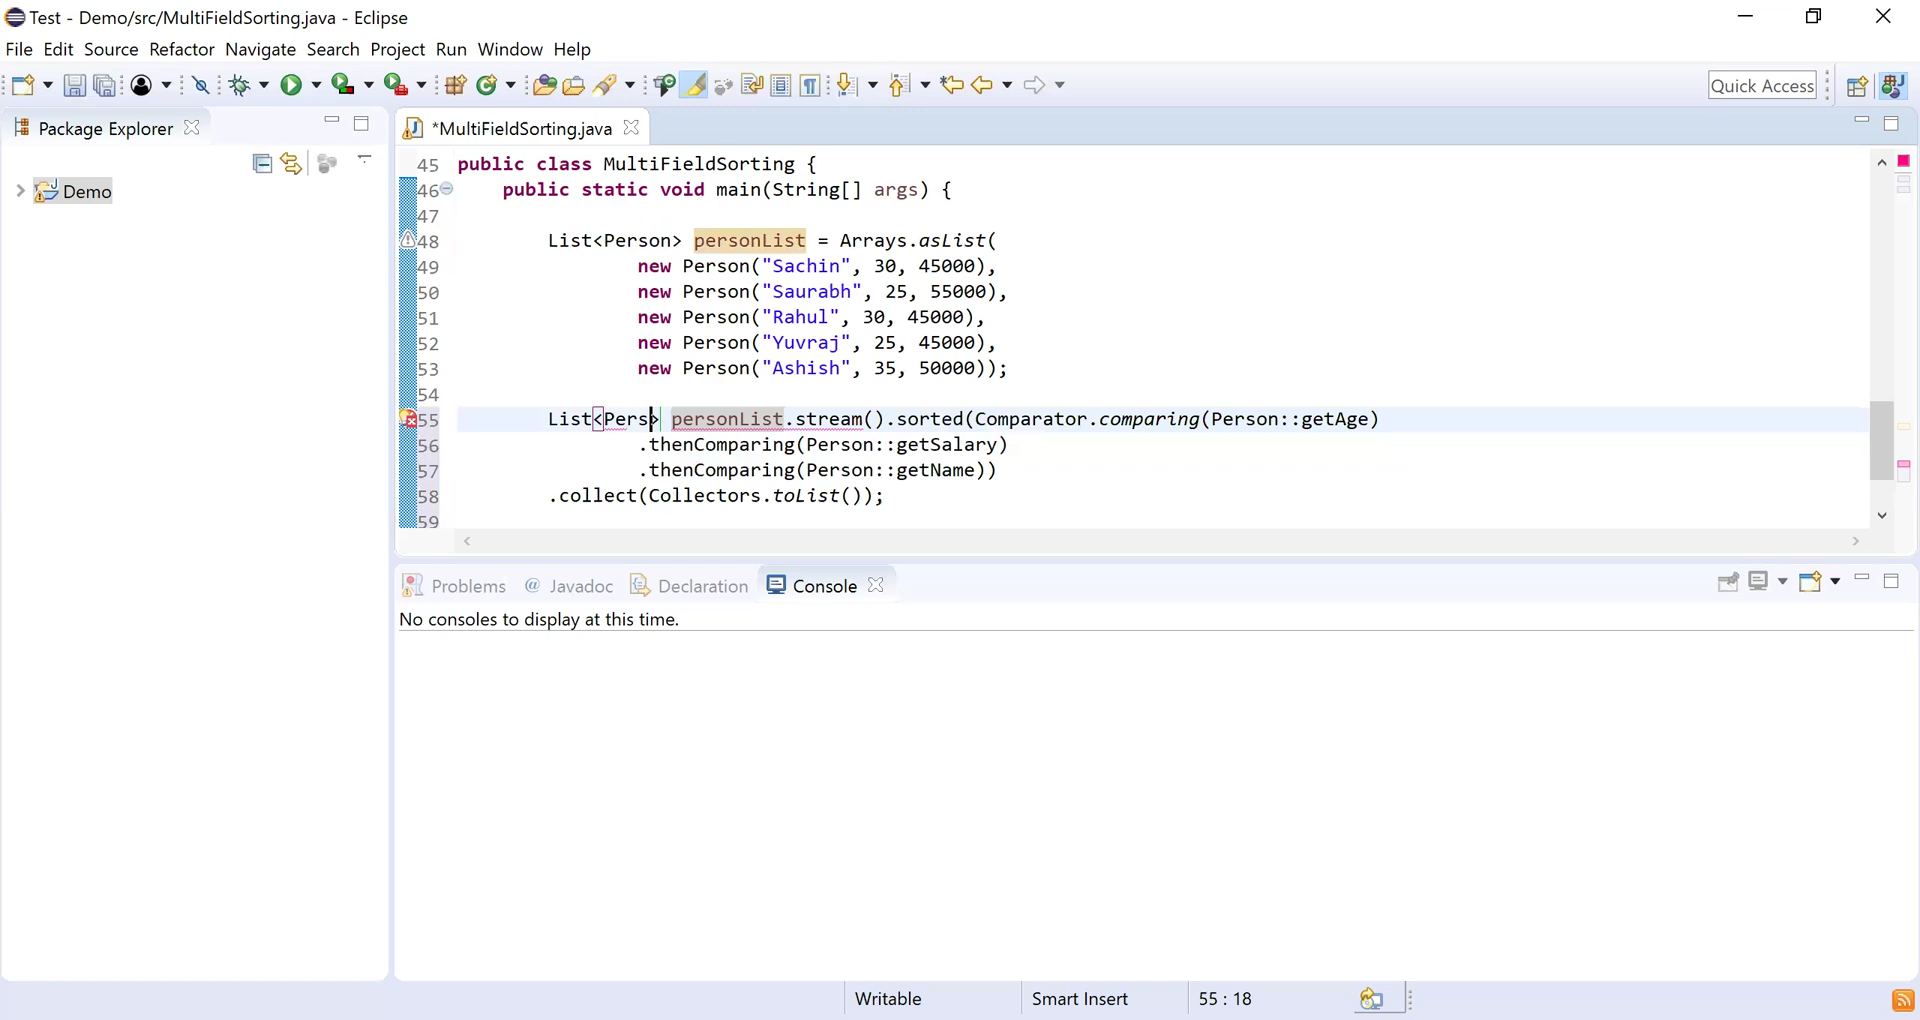 Test - Demo/src/MultiFieldSorting.java - Eclipse
File Edit Source Refactor Navigate Search Project Run Window Help
Quick Access
Package Explorer
Demo
*MultiFieldSorting.java
45 public class MultiFieldSorting {
46 public static void main(String[] args) {
47
48 List<Person> personList = Arrays.asList(
49 new Person("Sachin", 30, 45000),
50 new Person("Saurabh", 25, 55000),
51 new Person("Rahul", 30, 45000),
52 new Person("Yuvraj", 25, 45000),
53 new Person("Ashish", 35, 50000));
54
55 List<Pers> personList.stream().sorted(Comparator.comparing(Person::getAge)
56 .thenComparing(Person::getSalary)
57 .thenComparing(Person::getName))
58 .collect(Collectors.toList());
59
Problems @ Javadoc Declaration Console
No consoles to display at this time.
Writable Smart Insert 55 : 18